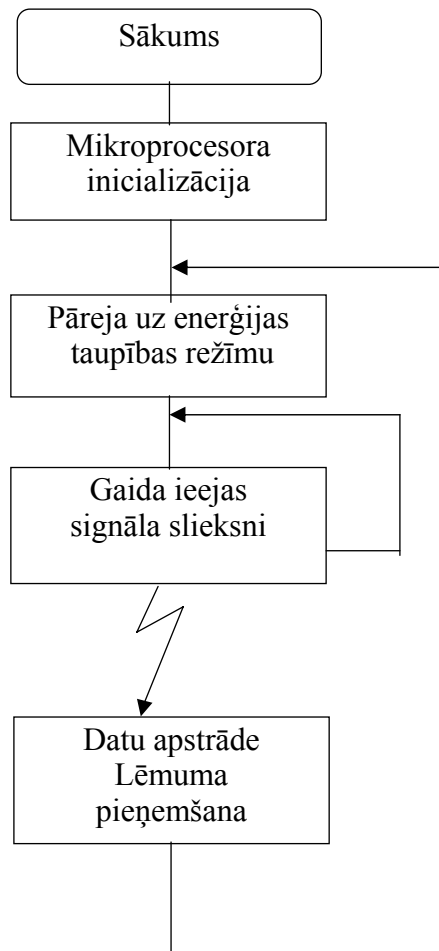 Sākums
Mikroprocesora
inicializācija
Pāreja uz enerģijas
taupības režīmu
Gaida ieejas
signāla slieksni
Datu apstrāde
Lēmuma
pieņemšana